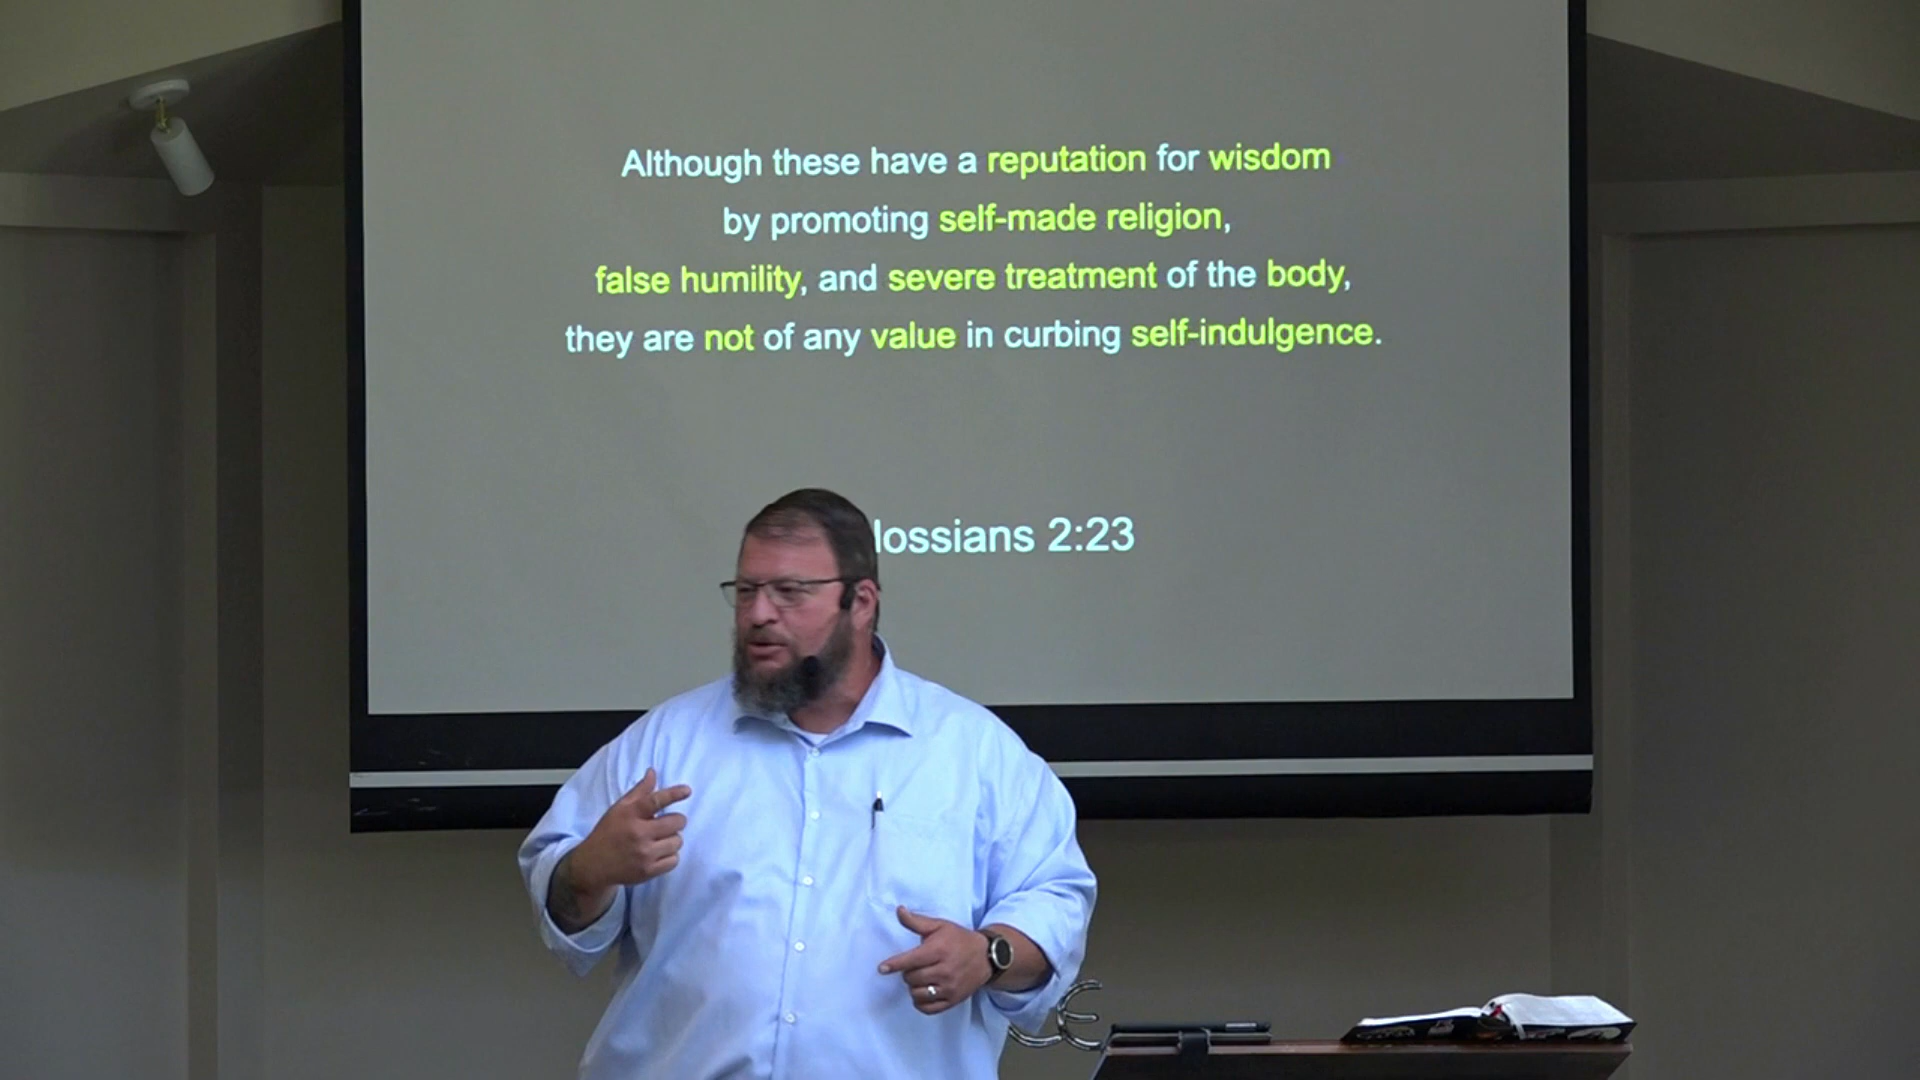 Although these have a reputation for wisdom
by promoting self-made religion,
false humility, and severe treatment of the body,
they are not of any value in curbing self-indulgence.
lossians 2:23